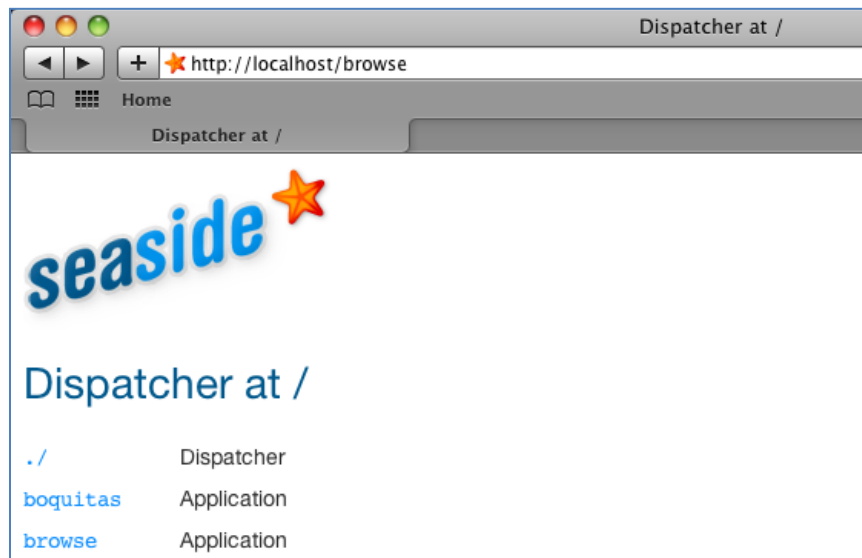 Dispatcher at /
+ http://localhost/browse
Home
Dispatcher at /
seaside
Dispatcher at /
./ Dispatcher
boquitas Application
browse Application